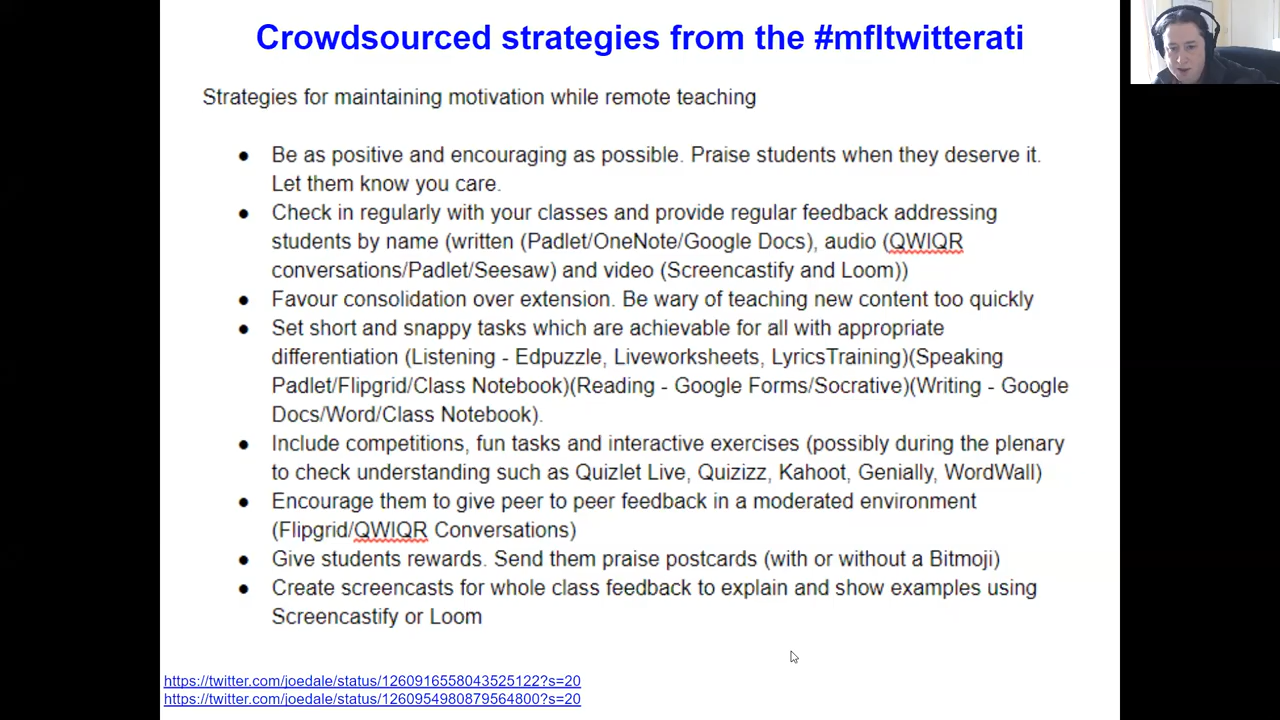 Crowdsourced strategies from the #mfltwitterati
Strategies for maintaining motivation while remote teaching
● Be as positive and encouraging as possible. Praise students when they deserve it.
Let them know you care.
● Check in regularly with your classes and provide regular feedback addressing
students by name (written (Padlet/OneNote/Google Docs), audio (QWIQR
conversations/Padlet/Seesaw) and video (Screencastify and Loom))
● Favour consolidation over extension. Be wary of teaching new content too quickly
● Set short and snappy tasks which are achievable for all with appropriate
differentiation (Listening - Edpuzzle, Liveworksheets, LyricsTraining)(Speaking
Padlet/Flipgrid/Class Notebook)(Reading - Google Forms/Socrative)(Writing - Google
Docs/Word/Class Notebook).
● Include competitions, fun tasks and interactive exercises (possibly during the plenary
to check understanding such as Quizlet Live, Quizizz, Kahoot, Genially, WordWall)
● Encourage them to give peer to peer feedback in a moderated environment
(Flipgrid/QWIQR Conversations)
● Give students rewards. Send them praise postcards (with or without a Bitmoji)
● Create screencasts for whole class feedback to explain and show examples using
Screencastify or Loom
https://twitter.com/joedale/status/1260916558043525122?s=20
https://twitter.com/joedale/status/1260954980879564800?s=20